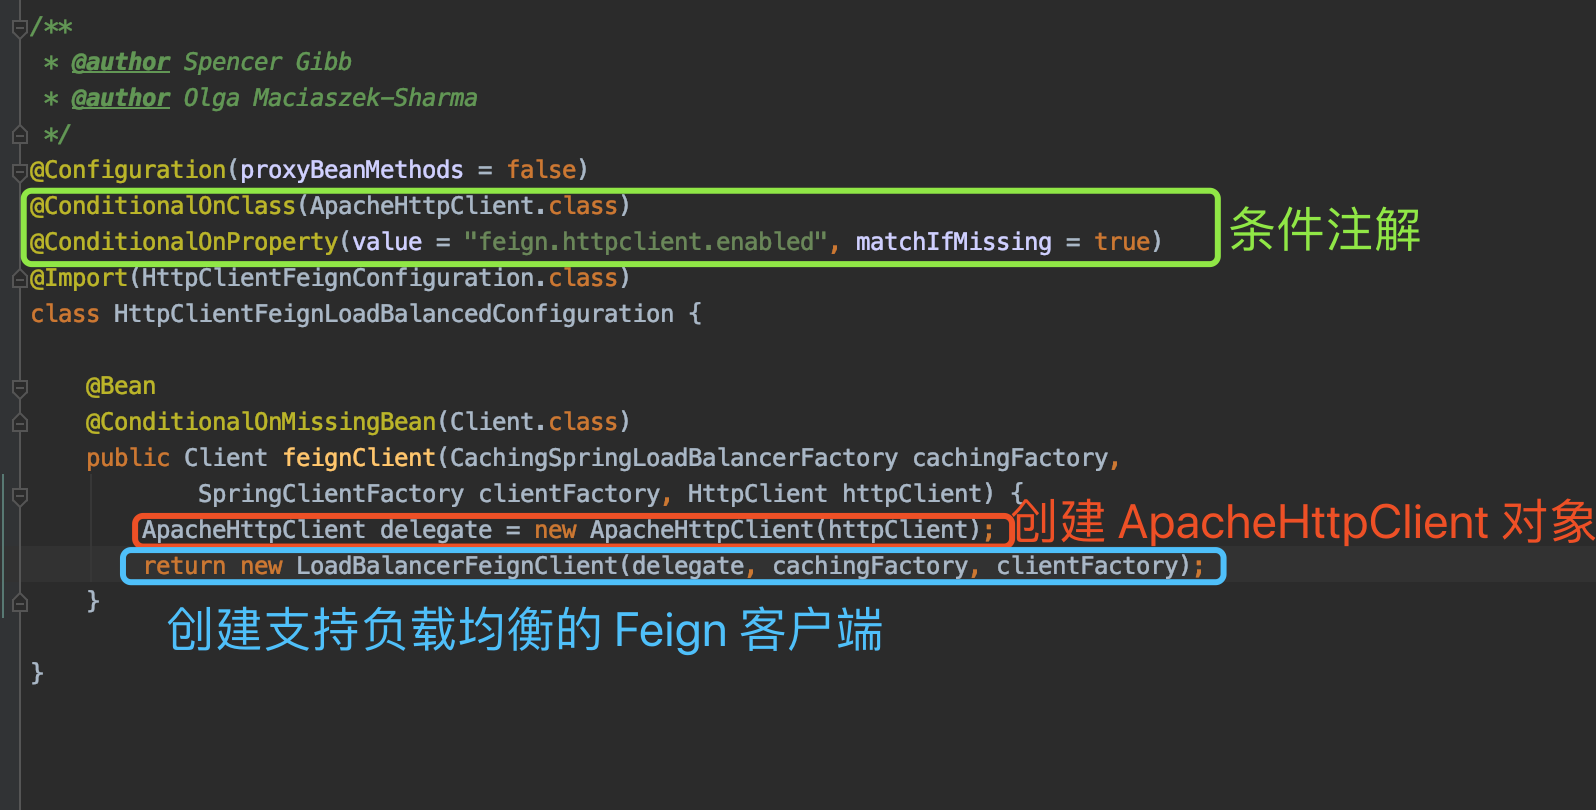 /**
 * @author Spencer Gibb
 * @author Olga Maciaszek-Sharma
 */
@Configuration(proxyBeanMethods = false)
@ConditionalOnClass(ApacheHttpClient.class)
@ConditionalOnProperty(value = "feign.httpclient.enabled", matchIfMissing = true)
条件注解
@Import(HttpClientFeignConfiguration.class)
class HttpClientFeignLoadBalancedConfiguration {
@Bean
@ConditionalOnMissingBean(Client.class)
public Client feignClient(CachingSpringLoadBalancerFactory cachingFactory,
SpringClientFactory clientFactory, HttpClient httpClient) {
ApacheHttpClient delegate = new ApacheHttpClient(httpClient);
创建 ApacheHttpClient 对象
return new LoadBalancerFeignClient(delegate, cachingFactory, clientFactory);
}
创建支持负载均衡的 Feign 客户端
}